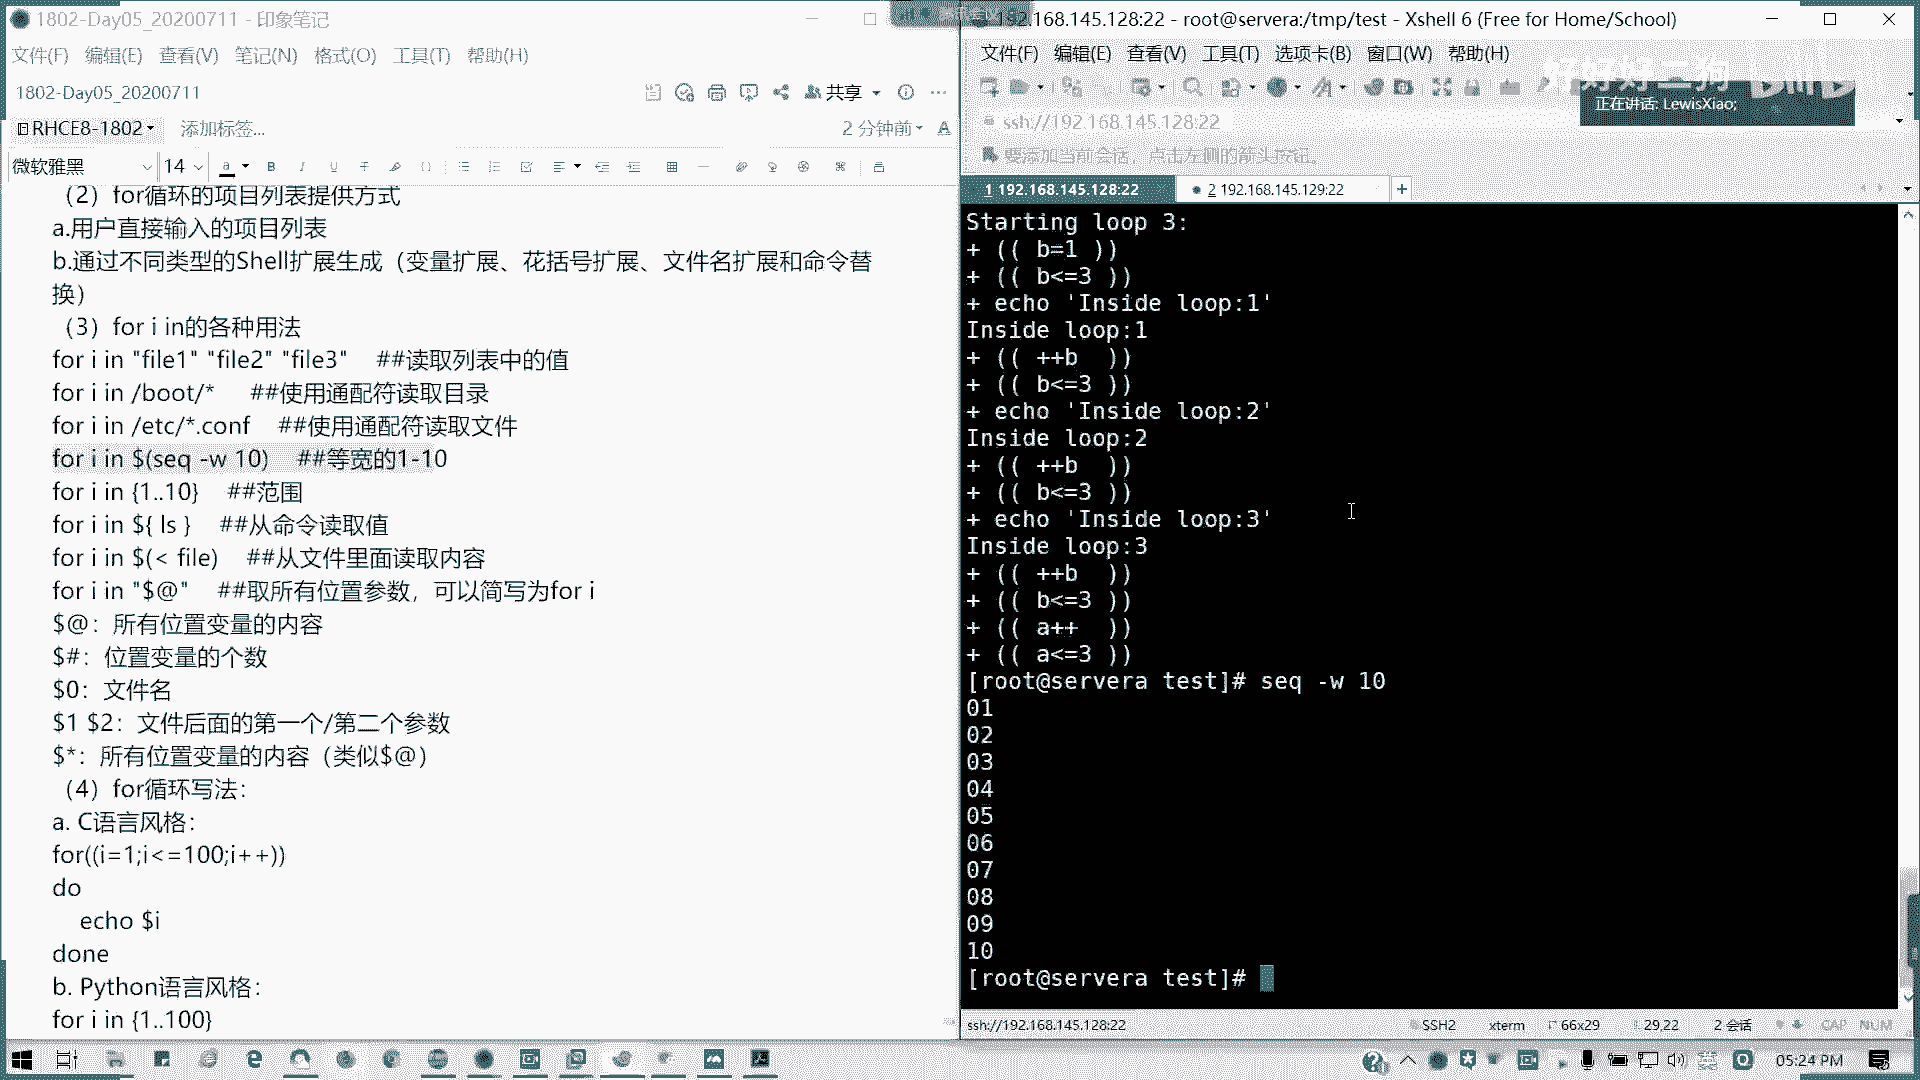 1802-Day05_20200711 - 印象笔记
文件(F) 编辑(E) 查看(V) 笔记(N) 格式(O) 工具(T) 帮助(H)
1802-Day05_20200711
共享
RHCE8-1802
添加标签...
2 分钟前
微软雅黑 14
（2）for循环的项目列表提供方式
a.用户直接输入的项目列表
b.通过不同类型的Shell扩展生成（变量扩展、花括号扩展、文件名扩展和命令替
换）
（3）for i in的各种用法
for i in "file1" "file2" "file3" ##读取列表中的值
for i in /boot/* ##使用通配符读取目录
for i in /etc/*.conf ##使用通配符读取文件
for i in $(seq -w 10) ##等宽的1-10
for i in {1..10} ##范围
for i in ${ ls } ##从命令读取值
for i in $(< file) ##从文件里面读取内容
for i in "$@" ##取所有位置参数，可以简写为for i
$@：所有位置变量的内容
$#：位置变量的个数
$0：文件名
$1 $2：文件后面的第一个/第二个参数
$*：所有位置变量的内容（类似$@）
（4）for循环写法：
a. C语言风格：
for((i=1;i<=100;i++))
do
echo $i
done
b. Python语言风格：
for i in {1..100}
192.168.145.128:22 - root@servera:/tmp/test - Xshell 6 (Free for Home/School)
文件(F) 编辑(E) 查看(V) 工具(T) 选项卡(B) 窗口(W) 帮助(H)
正在讲话: LewisXiao;
ssh://192.168.145.128:22
要添加当前会话，点击左侧的箭头按钮。
1 192.168.145.128:22
2 192.168.145.129:22
Starting loop 3:
+ (( b=1 ))
+ (( b<=3 ))
+ echo 'Inside loop:1'
Inside loop:1
+ (( ++b ))
+ (( b<=3 ))
+ echo 'Inside loop:2'
Inside loop:2
+ (( ++b ))
+ (( b<=3 ))
+ echo 'Inside loop:3'
Inside loop:3
+ (( ++b ))
+ (( b<=3 ))
+ (( a++ ))
+ (( a<=3 ))
[root@servera test]# seq -w 10
01
02
03
04
05
06
07
08
09
10
[root@servera test]#
ssh://192.168.145.128:22 SSH2 xterm 66x29 29,22 2 会话 CAP NUM
05:24 PM